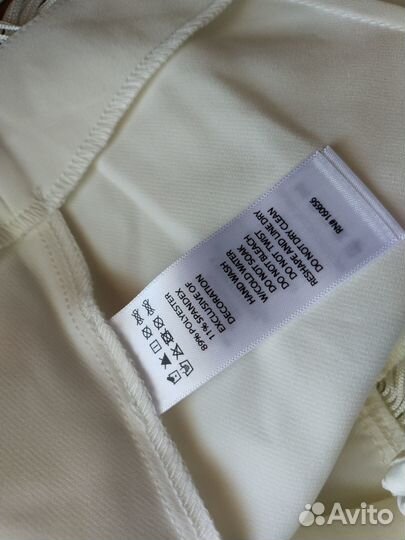 89% POLYESTER
11% SPANDEX
EXCLUSIVE OF
DECORATION
HAND WASH
W/COLD WATER
DO NOT SOAK
DO NOT BLEACH
DO NOT TWIST
RESHAPE AND LINE DRY
DO NOT DRY CLEAN
RN# 160656
Avito